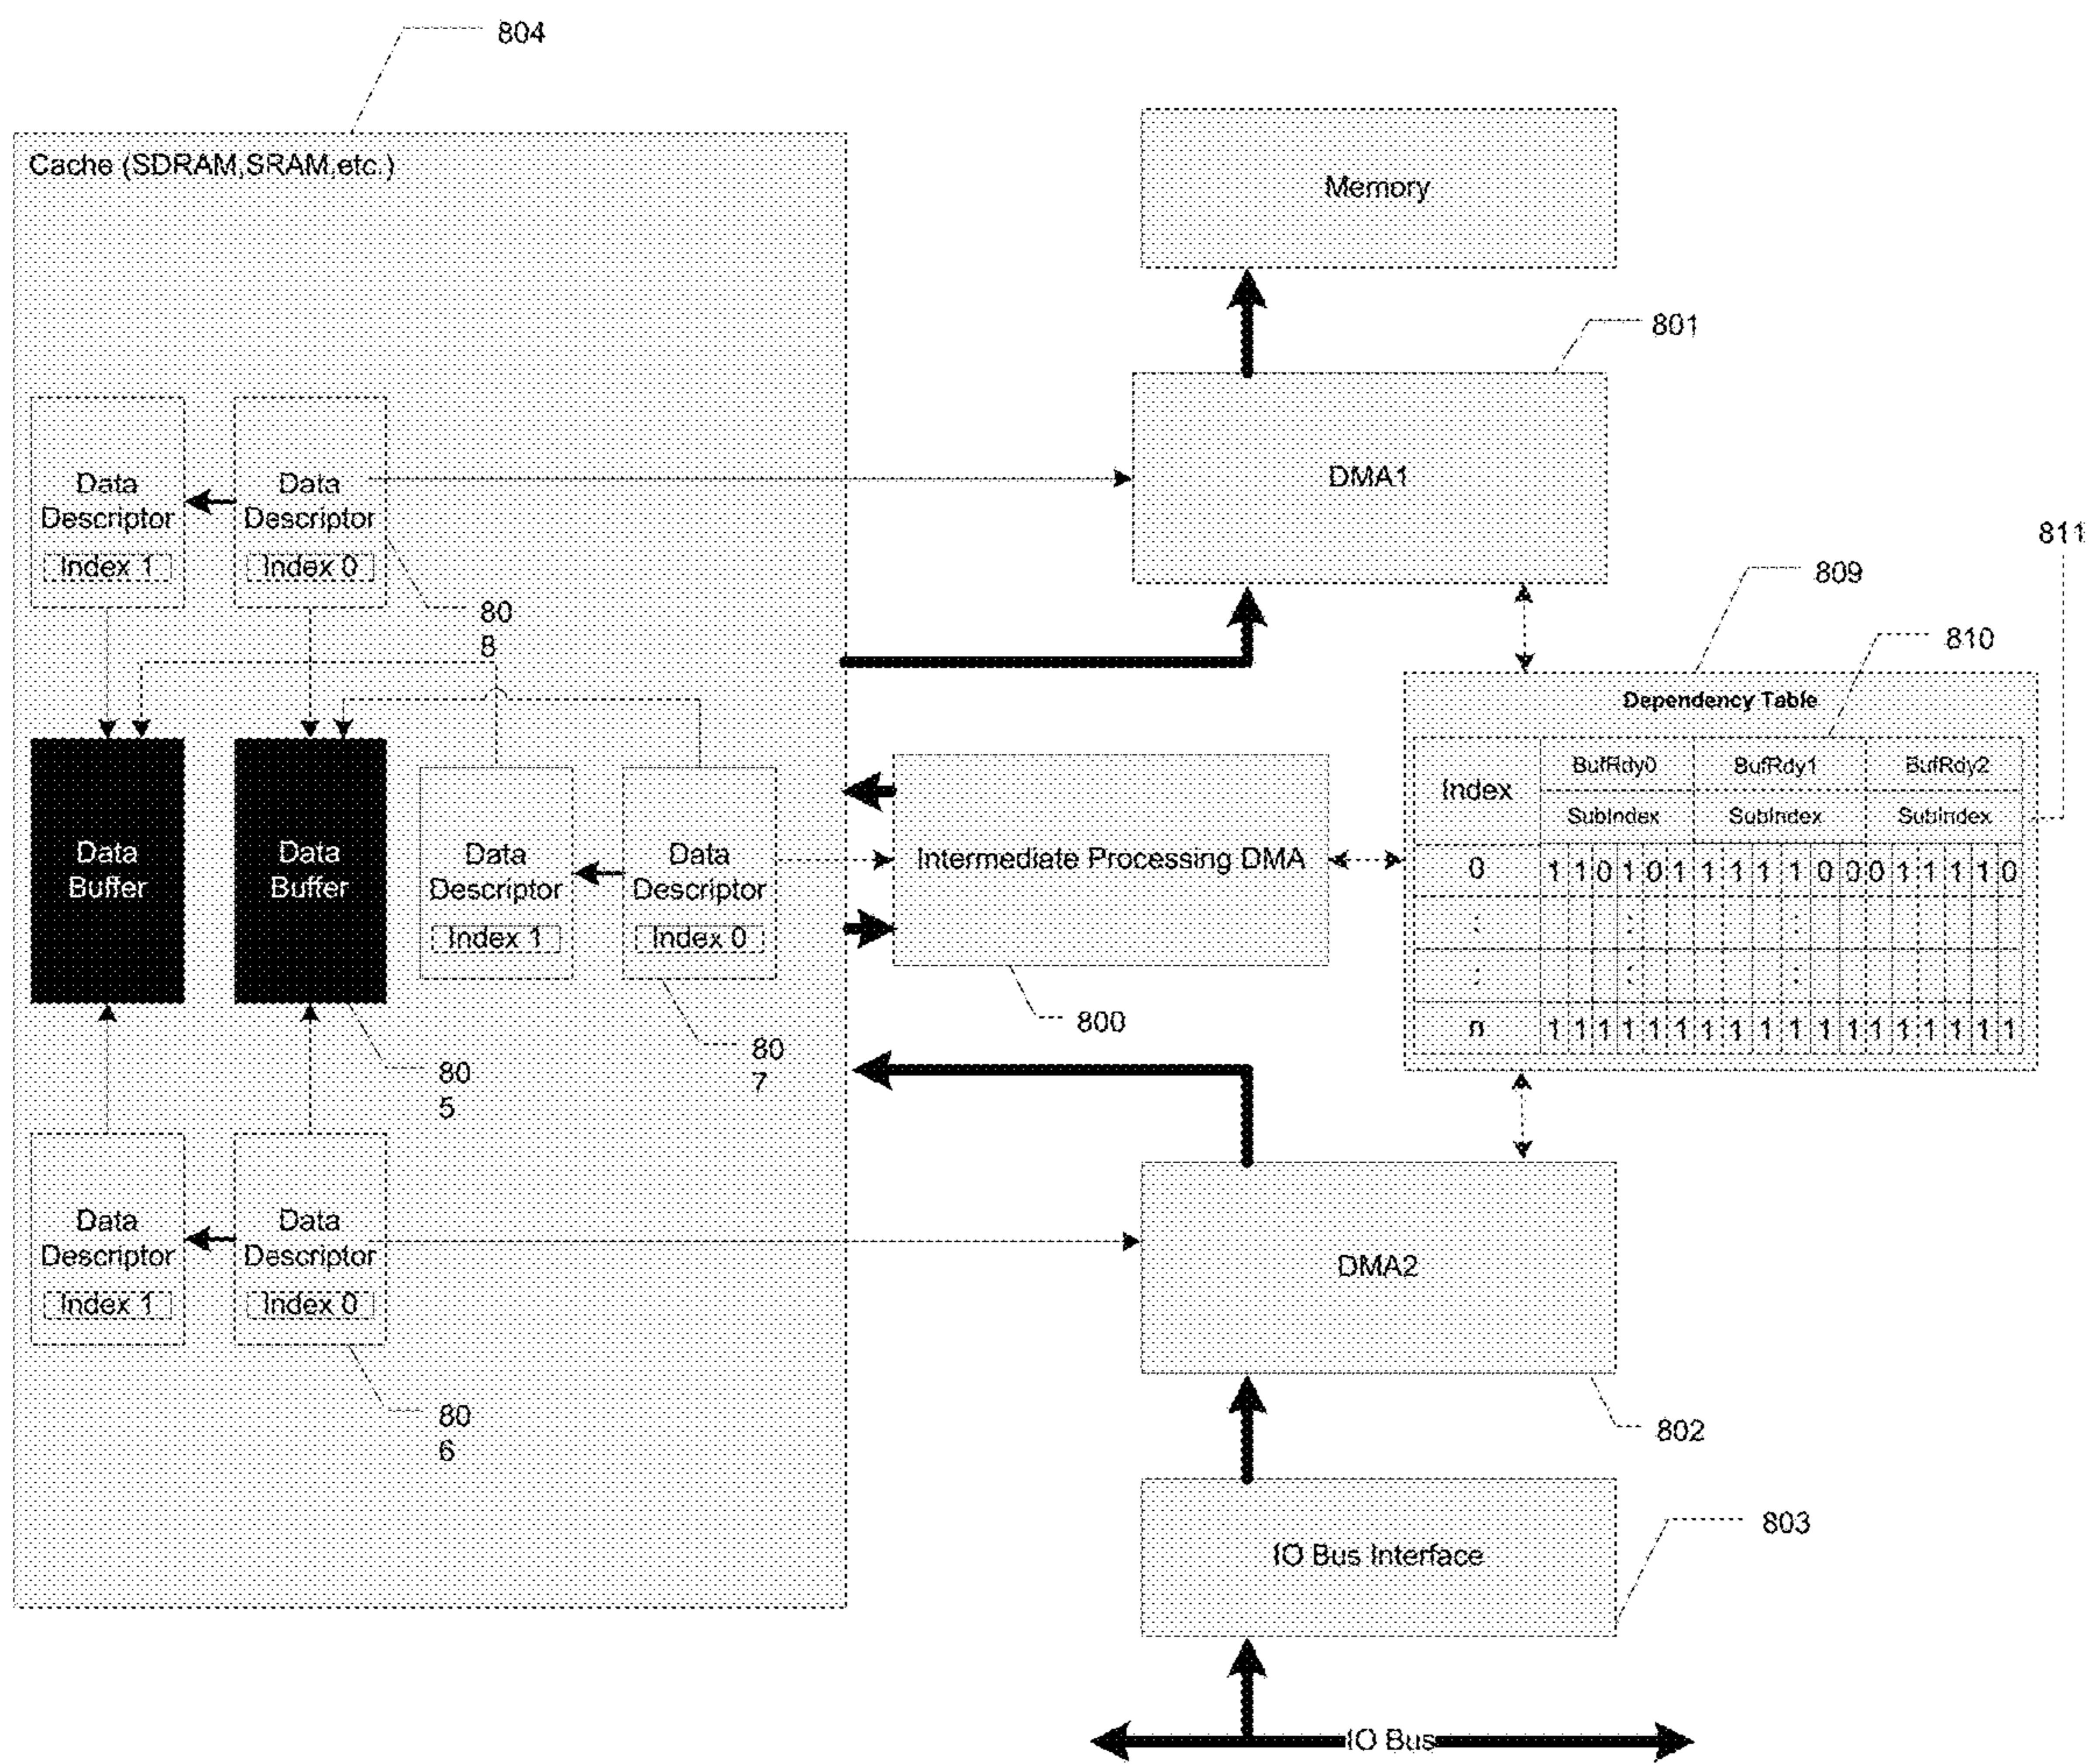 804
Cache (SDRAM,SRAM,etc.)
Memory
801
Data
Descriptor
Index 1
Data
Descriptor
Index 0
DMA1
811
809
80
8
810
Dependency Table
Index
BufRdy0
BufRdy1
BufRdy2
SubIndex
SubIndex
SubIndex
0 1 1 0 1 0 1 1 1 1 1 0 0 0 1 1 1 1 0
n 1 1 1 1 1 1 1 1 1 1 1 1 1 1 1 1 1 1
Data
Buffer
Data
Buffer
Data
Descriptor
Index 1
Data
Descriptor
Index 0
Intermediate Processing DMA
800
80
7
80
5
Data
Descriptor
Index 1
Data
Descriptor
Index 0
DMA2
80
6
802
803
IO Bus Interface
IO Bus